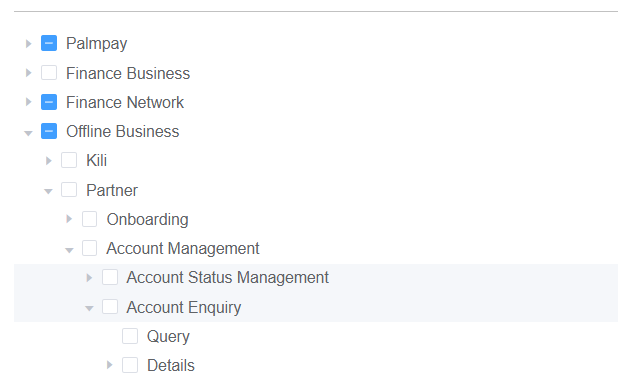 Palmpay
Finance Business
Finance Network
Offline Business
Kili
Partner
Onboarding
Account Management
Account Status Management
Account Enquiry
Query
Details